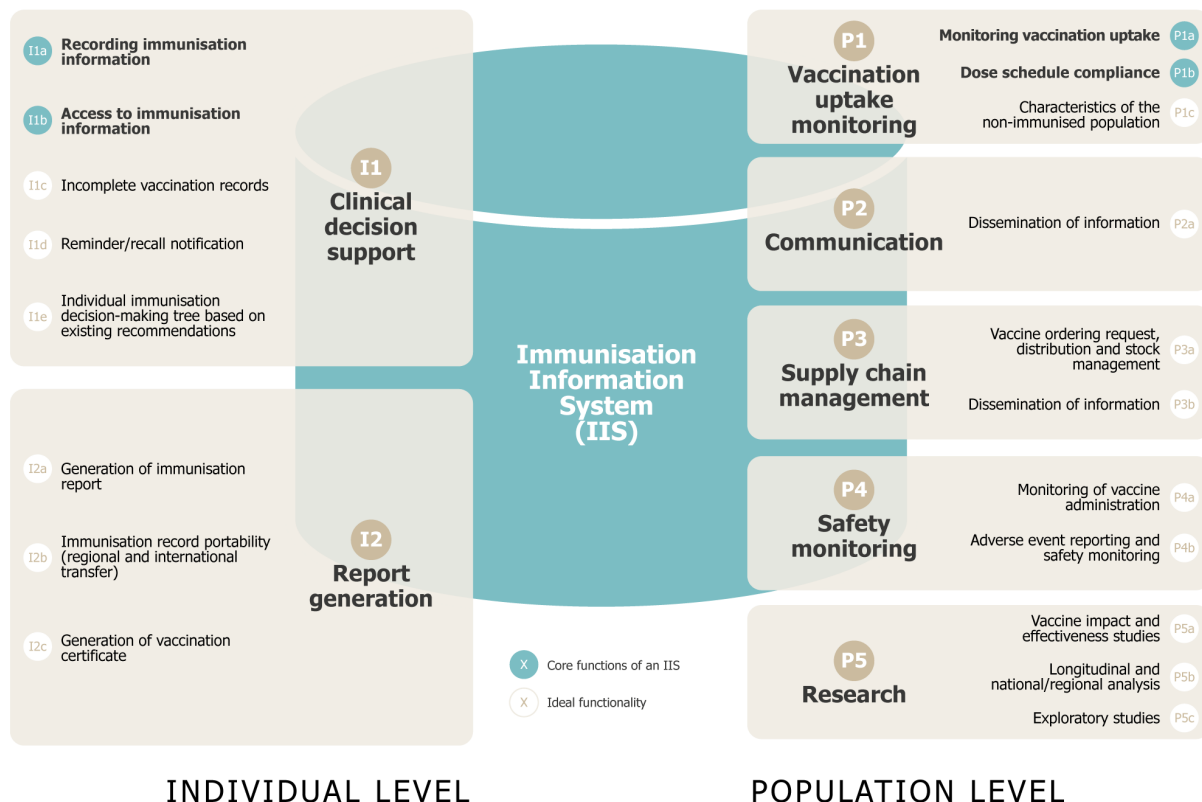 I1a
Recording immunisation
information
I1b
Access to immunisation
information
I1c
Incomplete vaccination records
I1d
Reminder/recall notification
I1e
Individual immunisation
decision-making tree based on
existing recommendations
I1
Clinical
decision
support
I2a
Generation of immunisation
report
I2b
Immunisation record portability
(regional and international
transfer)
I2c
Generation of vaccination
certificate
I2
Report
generation
Immunisation
Information
System
(IIS)
X Core functions of an IIS
X Ideal functionality
P1
Vaccination
uptake
monitoring
Monitoring vaccination uptake P1a
Dose schedule compliance P1b
Characteristics of the
non-immunised population
P1c
P2
Communication
Dissemination of information P2a
P3
Supply chain
management
Vaccine ordering request,
distribution and stock
management
P3a
Dissemination of information P3b
P4
Safety
monitoring
Monitoring of vaccine
administration
P4a
Adverse event reporting and
safety monitoring
P4b
P5
Research
Vaccine impact and
effectiveness studies
P5a
Longitudinal and
national/regional analysis
P5b
Exploratory studies P5c
INDIVIDUAL LEVEL
POPULATION LEVEL